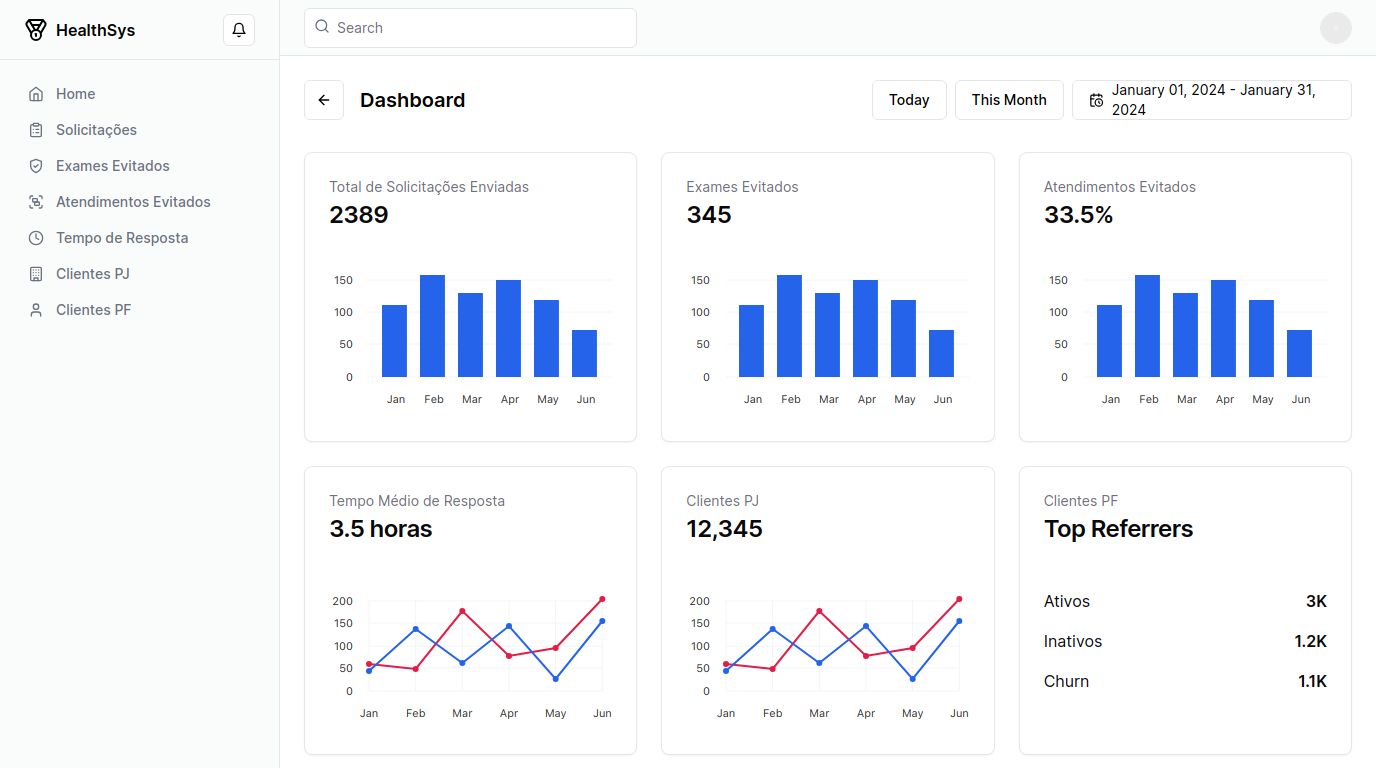 HealthSys
Search
Home
Solicitações
Exames Evitados
Atendimentos Evitados
Tempo de Resposta
Clientes PJ
Clientes PF
Dashboard
Today
This Month
January 01, 2024 - January 31,
2024
Total de Solicitações Enviadas
2389
150
100
50
0
Jan Feb Mar Apr May Jun
Exames Evitados
345
150
100
50
0
Jan Feb Mar Apr May Jun
Atendimentos Evitados
33.5%
150
100
50
0
Jan Feb Mar Apr May Jun
Tempo Médio de Resposta
3.5 horas
200
150
100
50
0
Jan Feb Mar Apr May Jun
Clientes PJ
12,345
200
150
100
50
0
Jan Feb Mar Apr May Jun
Clientes PF
Top Referrers
Ativos 3K
Inativos 1.2K
Churn 1.1K